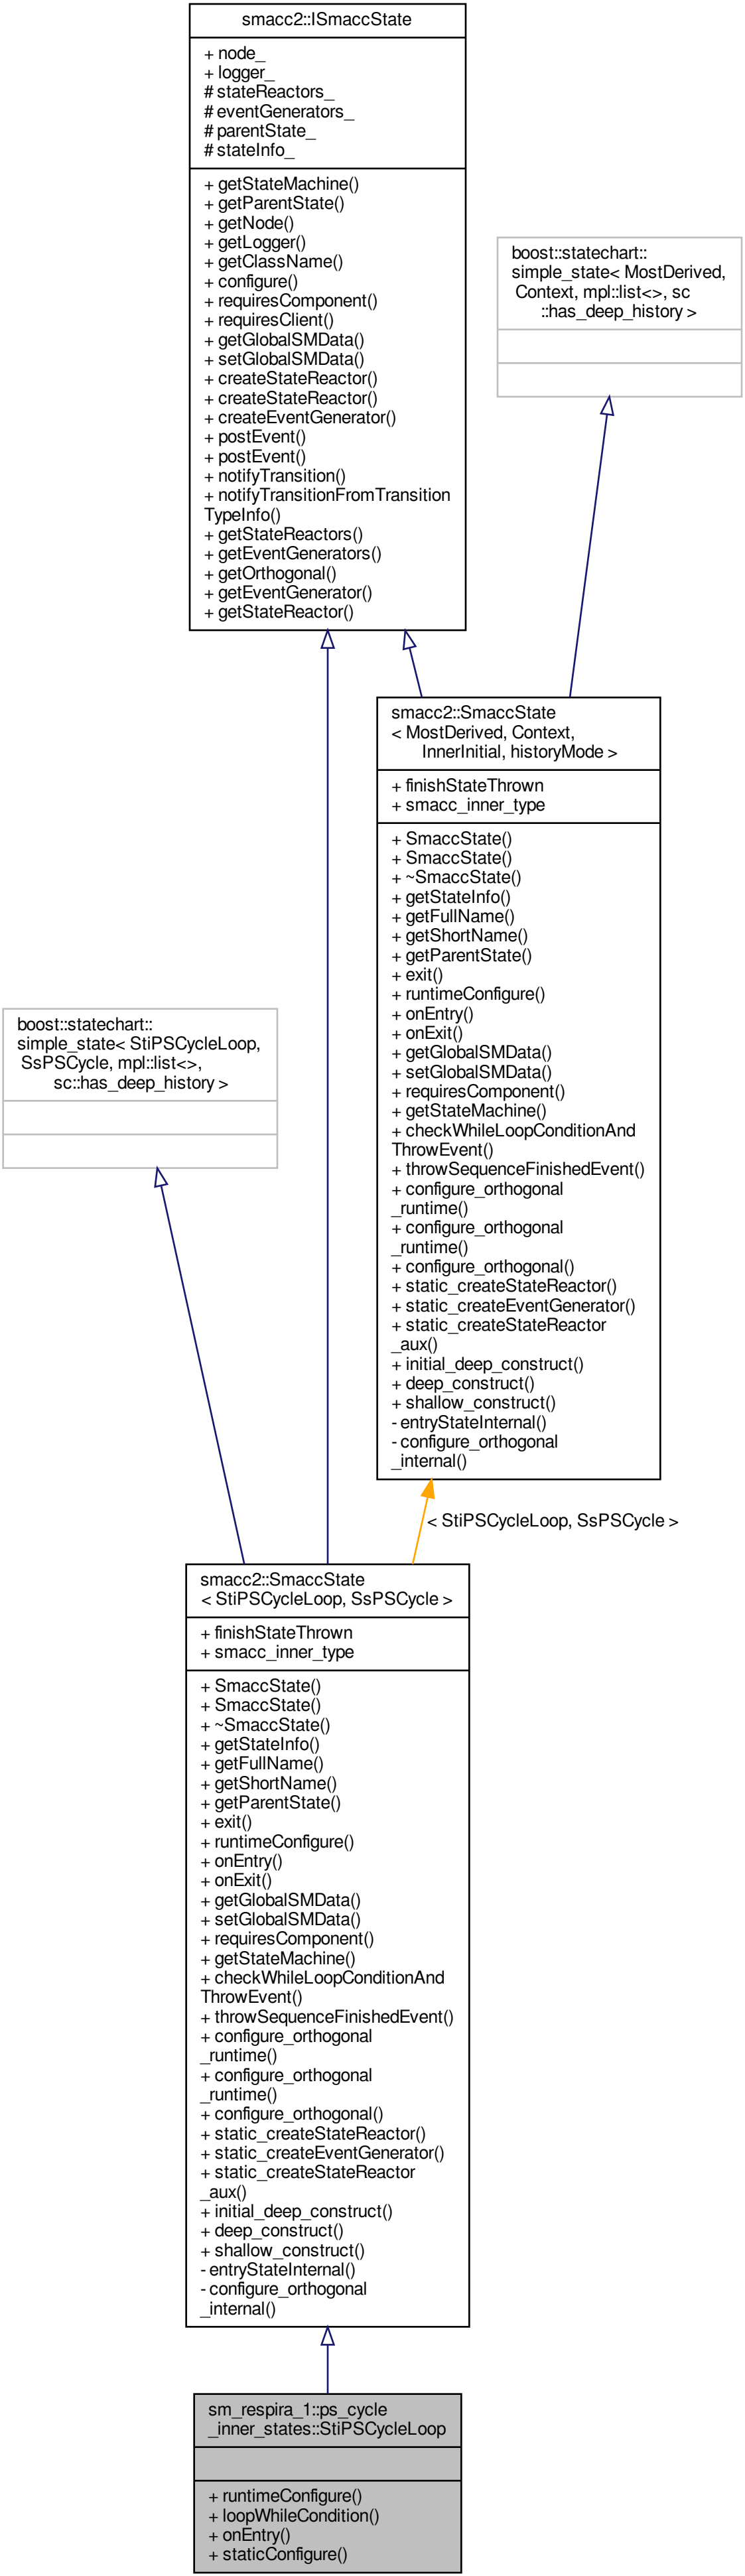 smacc2::ISmaccState
+ node_
+ logger_
# stateReactors_
# eventGenerators_
# parentState_
# stateInfo_
+ getStateMachine()
+ getParentState()
+ getNode()
+ getLogger()
+ getClassName()
+ configure()
+ requiresComponent()
+ requiresClient()
+ getGlobalSMData()
+ setGlobalSMData()
+ createStateReactor()
+ createStateReactor()
+ createEventGenerator()
+ postEvent()
+ postEvent()
+ notifyTransition()
+ notifyTransitionFromTransition
TypeInfo()
+ getStateReactors()
+ getEventGenerators()
+ getOrthogonal()
+ getEventGenerator()
+ getStateReactor()
boost::statechart::
simple_state< MostDerived,
Context, mpl::list<>, sc
::has_deep_history >
smacc2::SmaccState
< MostDerived, Context,
InnerInitial, historyMode >
+ finishStateThrown
+ smacc_inner_type
+ SmaccState()
+ SmaccState()
+ ~SmaccState()
+ getStateInfo()
+ getFullName()
+ getShortName()
+ getParentState()
+ exit()
+ runtimeConfigure()
+ onEntry()
+ onExit()
+ getGlobalSMData()
+ setGlobalSMData()
+ requiresComponent()
+ getStateMachine()
+ checkWhileLoopConditionAnd
ThrowEvent()
+ throwSequenceFinishedEvent()
+ configure_orthogonal
_runtime()
+ configure_orthogonal
_runtime()
+ configure_orthogonal()
+ static_createStateReactor()
+ static_createEventGenerator()
+ static_createStateReactor
_aux()
+ initial_deep_construct()
+ deep_construct()
+ shallow_construct()
- entryStateInternal()
- configure_orthogonal
_internal()
boost::statechart::
simple_state< StiPSCycleLoop,
SsPSCycle, mpl::list<>,
sc::has_deep_history >
< StiPSCycleLoop, SsPSCycle >
smacc2::SmaccState
< StiPSCycleLoop, SsPSCycle >
+ finishStateThrown
+ smacc_inner_type
+ SmaccState()
+ SmaccState()
+ ~SmaccState()
+ getStateInfo()
+ getFullName()
+ getShortName()
+ getParentState()
+ exit()
+ runtimeConfigure()
+ onEntry()
+ onExit()
+ getGlobalSMData()
+ setGlobalSMData()
+ requiresComponent()
+ getStateMachine()
+ checkWhileLoopConditionAnd
ThrowEvent()
+ throwSequenceFinishedEvent()
+ configure_orthogonal
_runtime()
+ configure_orthogonal
_runtime()
+ configure_orthogonal()
+ static_createStateReactor()
+ static_createEventGenerator()
+ static_createStateReactor
_aux()
+ initial_deep_construct()
+ deep_construct()
+ shallow_construct()
- entryStateInternal()
- configure_orthogonal
_internal()
sm_respira_1::ps_cycle
_inner_states::StiPSCycleLoop
+ runtimeConfigure()
+ loopWhileCondition()
+ onEntry()
+ staticConfigure()